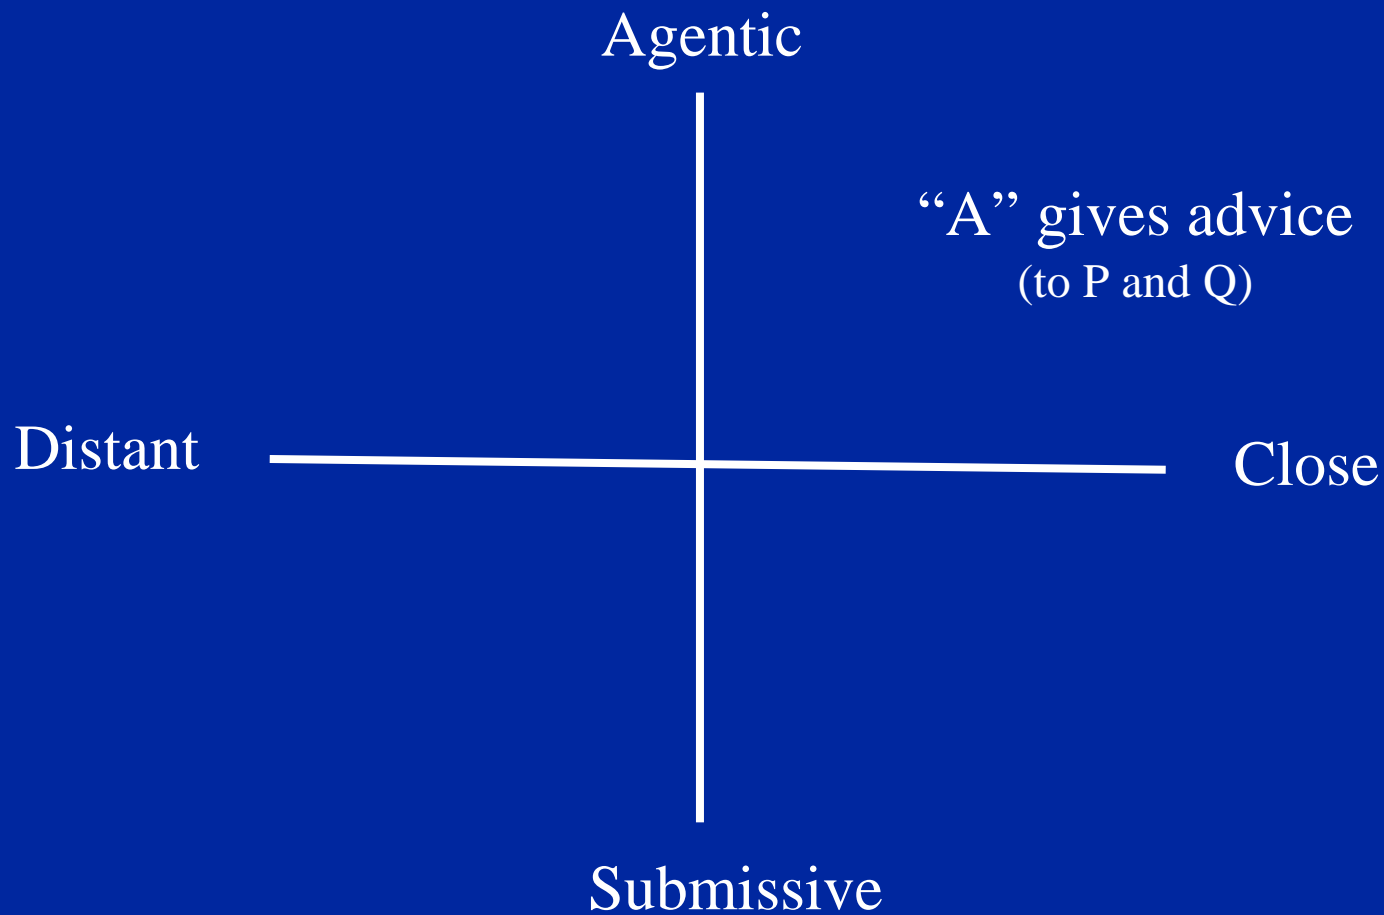 Agentic
“A” gives advice
(to P and Q)
Distant
Close
Submissive